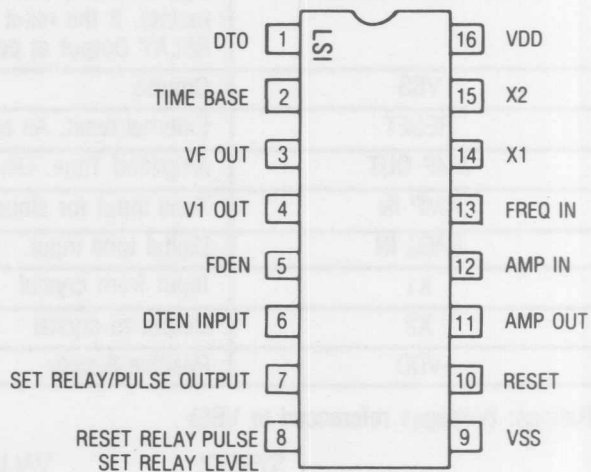 DTO 1 16 VDD
LSI
TIME BASE 2 15 X2
VF OUT 3 14 X1
V1 OUT 4 13 FREQ IN
FDEN 5 12 AMP IN
DTEN INPUT 6 11 AMP OUT
SET RELAY/PULSE OUTPUT 7 10 RESET
RESET RELAY PULSE 8 9 VSS
SET RELAY LEVEL